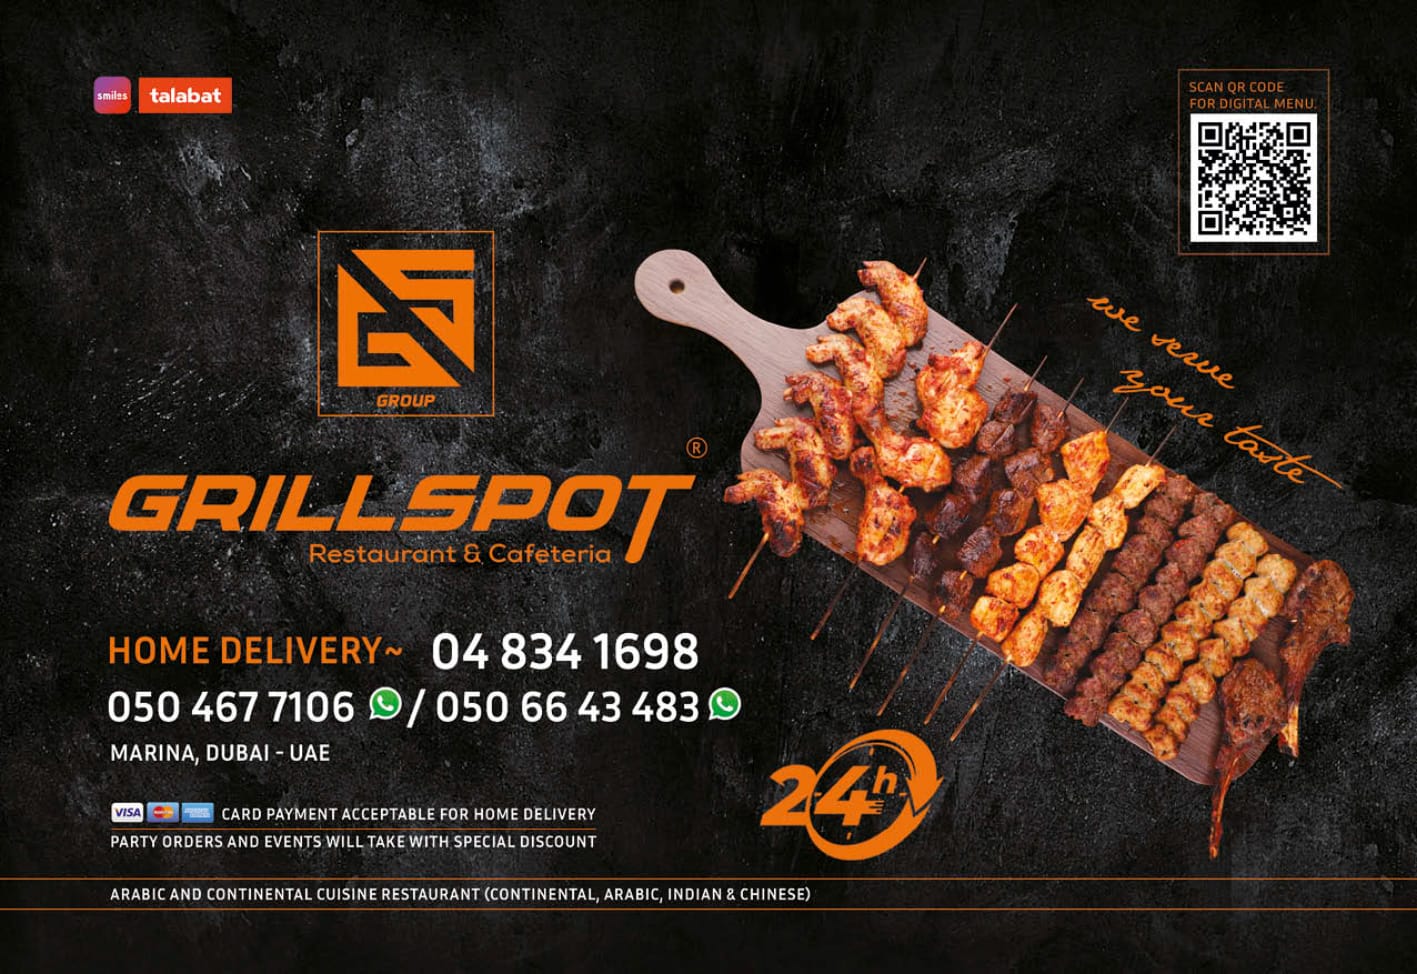 smiles talabat
SCAN QR CODE
FOR DIGITAL MENU.
GS
GROUP
we serve
your taste
GRILLSPOT ®
Restaurant & Cafeteria
HOME DELIVERY~ 04 834 1698
050 467 7106 / 050 66 43 483
MARINA, DUBAI - UAE
24h
VISA CARD PAYMENT ACCEPTABLE FOR HOME DELIVERY
PARTY ORDERS AND EVENTS WILL TAKE WITH SPECIAL DISCOUNT
ARABIC AND CONTINENTAL CUISINE RESTAURANT (CONTINENTAL, ARABIC, INDIAN & CHINESE)